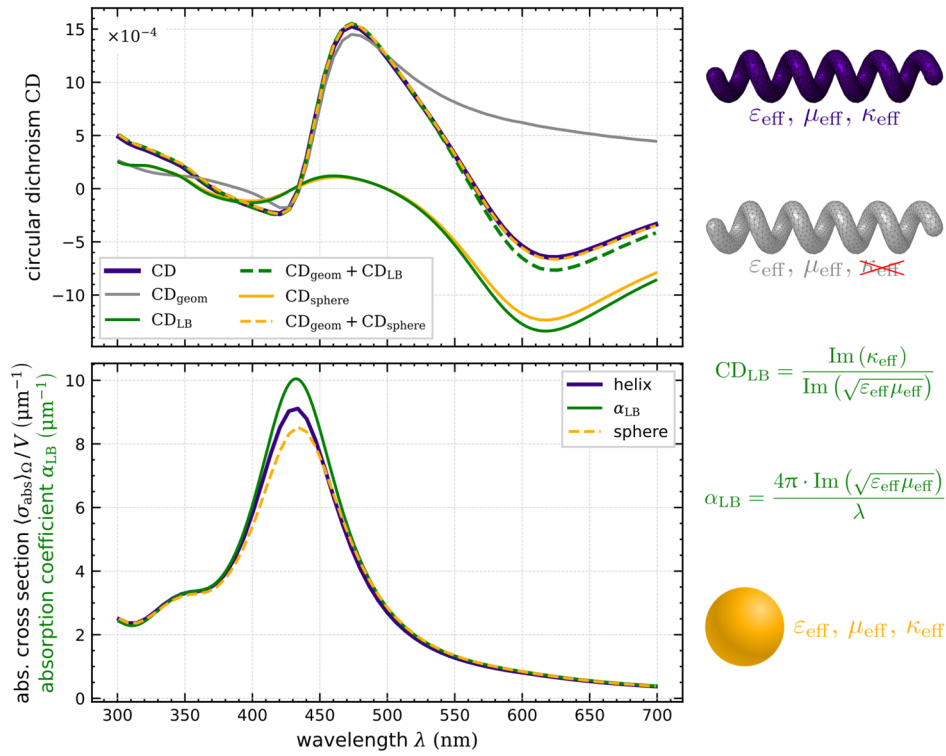 ×10⁻⁴
15
10
5
0
−5
−10
circular dichroism CD
CD
CD_geom
CD_LB
CD_geom + CD_LB
CD_sphere
CD_geom + CD_sphere
ε_eff, μ_eff, κ_eff
ε_eff, μ_eff, κ_eff
CD_LB = Im (κ_eff) / Im (√ε_eff μ_eff)
10
8
6
4
2
0
abs. cross section ⟨σ_abs⟩_Ω / V (μm⁻¹)
absorption coefficient α_LB (μm⁻¹)
helix
α_LB
sphere
300 350 400 450 500 550 600 650 700
wavelength λ (nm)
α_LB = 4π · Im (√ε_eff μ_eff) / λ
ε_eff, μ_eff, κ_eff